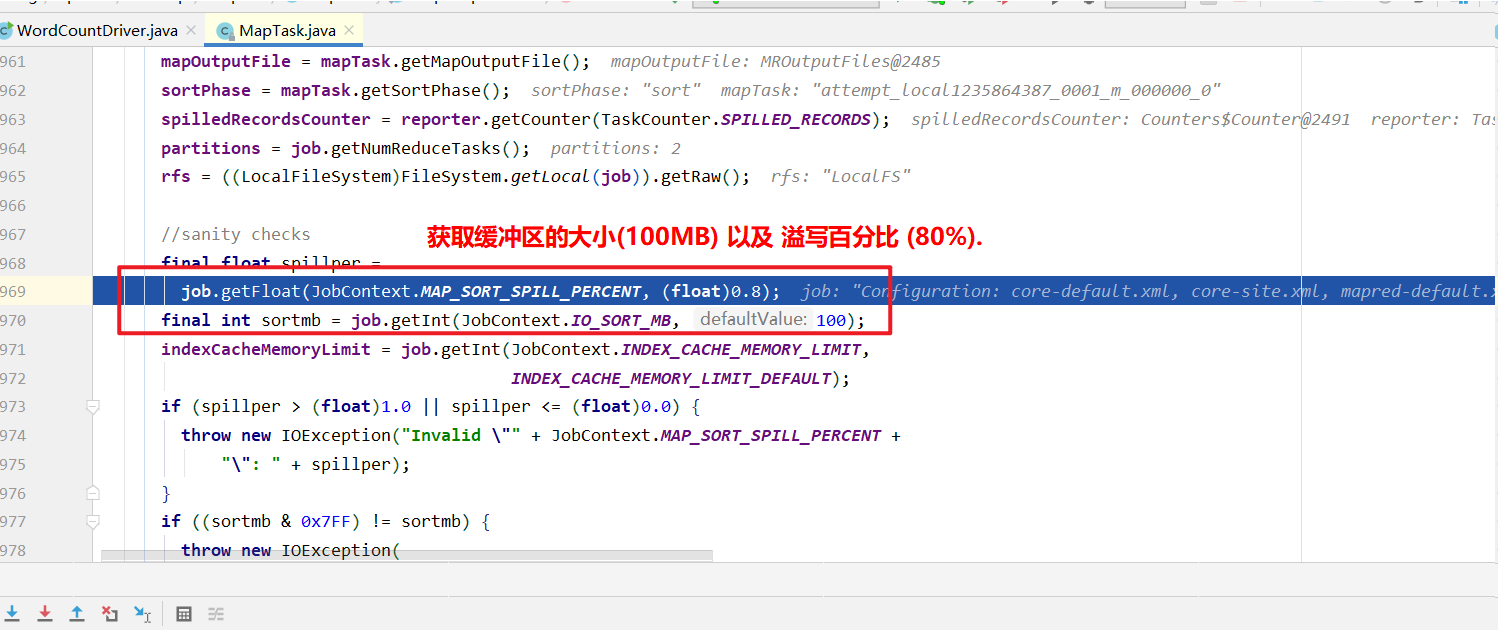 WordCountDriver.java MapTask.java
961 mapOutputFile = mapTask.getMapOutputFile(); mapOutputFile: MROutputFiles@2485
962 sortPhase = mapTask.getSortPhase(); sortPhase: "sort" mapTask: "attempt_local1235864387_0001_m_000000_0"
963 spilledRecordsCounter = reporter.getCounter(TaskCounter.SPILLED_RECORDS); spilledRecordsCounter: Counters$Counter@2491 reporter: Tas
964 partitions = job.getNumReduceTasks(); partitions: 2
965 rfs = ((LocalFileSystem)FileSystem.getLocal(job)).getRaw(); rfs: "LocalFS"
966
967 //sanity checks 获取缓冲区的大小(100MB) 以及 溢写百分比 (80%).
968 final float spillper =
969 job.getFloat(JobContext.MAP_SORT_SPILL_PERCENT, (float)0.8); job: "Configuration: core-default.xml, core-site.xml, mapred-default.x
970 final int sortmb = job.getInt(JobContext.IO_SORT_MB, defaultValue: 100);
971 indexCacheMemoryLimit = job.getInt(JobContext.INDEX_CACHE_MEMORY_LIMIT,
972 INDEX_CACHE_MEMORY_LIMIT_DEFAULT);
973 if (spillper > (float)1.0 || spillper <= (float)0.0) {
974 throw new IOException("Invalid \"" + JobContext.MAP_SORT_SPILL_PERCENT +
975 "\": " + spillper);
976 }
977 if ((sortmb & 0x7FF) != sortmb) {
978 throw new IOException(